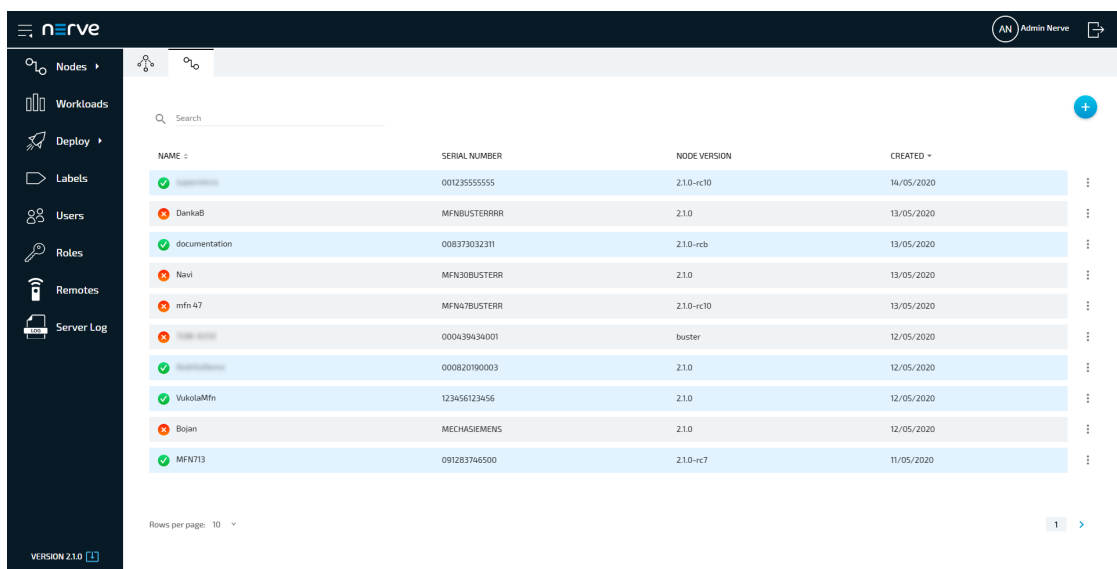 nerve
AN Admin Nerve
Nodes
Workloads
Deploy
Labels
Users
Roles
Remotes
LOG Server Log
VERSION 2.1.0
Search
NAME SERIAL NUMBER NODE VERSION CREATED
001235555555 2.1.0-rc10 14/05/2020
DankaB MFNBUSTERRRR 2.1.0 13/05/2020
documentation 008373032311 2.1.0-rcb 13/05/2020
Navi MFN30BUSTERR 2.1.0 13/05/2020
mfn 47 MFN47BUSTERR 2.1.0-rc10 13/05/2020
000439434001 buster 12/05/2020
000820190003 2.1.0 12/05/2020
VukolaMfn 123456123456 2.1.0 12/05/2020
Bojan MECHASIEMENS 2.1.0 12/05/2020
MFN713 091283746500 2.1.0-rc7 11/05/2020
Rows per page: 10 1